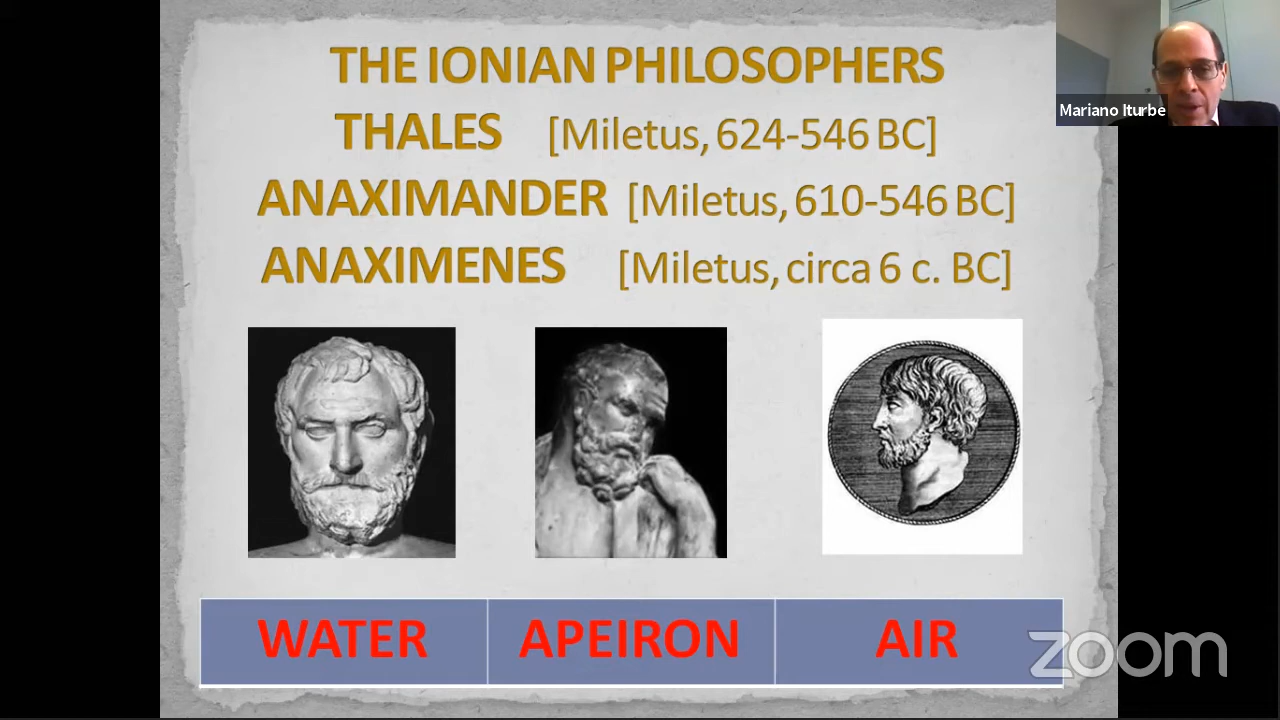 THE IONIAN PHILOSOPHERS
THALES [Miletus, 624-546 BC]
ANAXIMANDER [Miletus, 610-546 BC]
ANAXIMENES [Miletus, circa 6 c. BC]
WATER APEIRON AIR
Mariano Iturbe
zoom